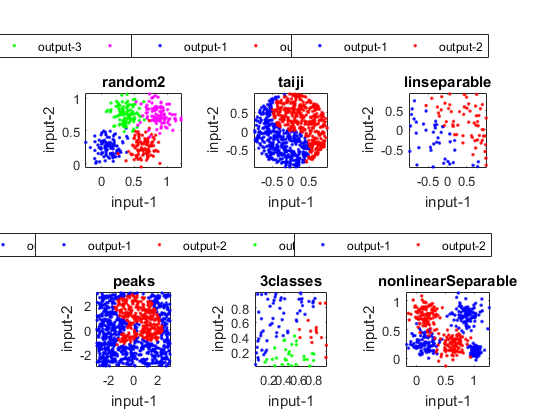 output-3 output-1 output-1 output-2
random2 taiji linseparable
input-2 1 0.5 0 input-2 0.5 0 -0.5 input-2 0.5 0 -0.5
0 0.5 1 -0.5 0 0.5 -0.5 0 0.5
input-1 input-1 input-1
output-1 output-2 output-1 output-2
peaks 3classes nonlinearSeparable
input-2 2 0 -2 input-2 0.8 0.6 0.4 0.2 input-2 1 0.5 0
-2 0 2 0.2 0.4 0.6 0.8 0 0.5 1
input-1 input-1 input-1